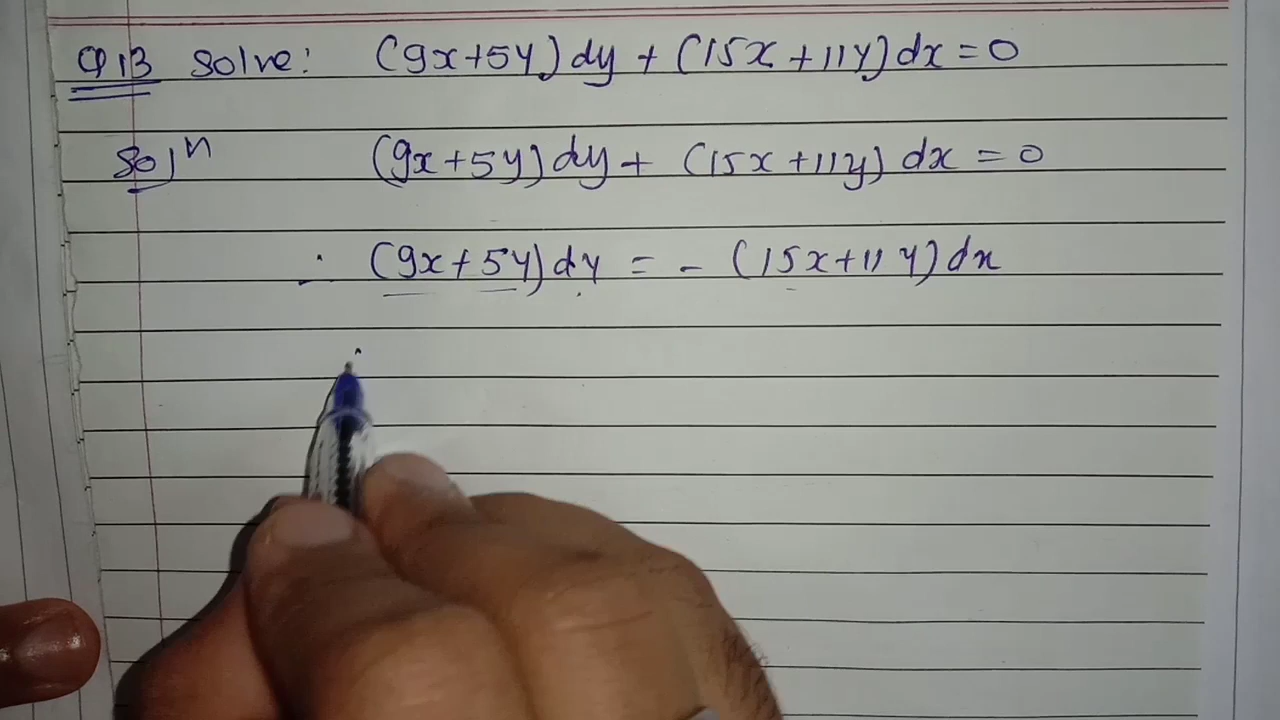 Q13 Solve: (9x+5y)dy + (15x+11y)dx=0
Solⁿ (9x+5y)dy + (15x+11y) dx = 0
(9x+5y)dy = - (15x+11y)dx